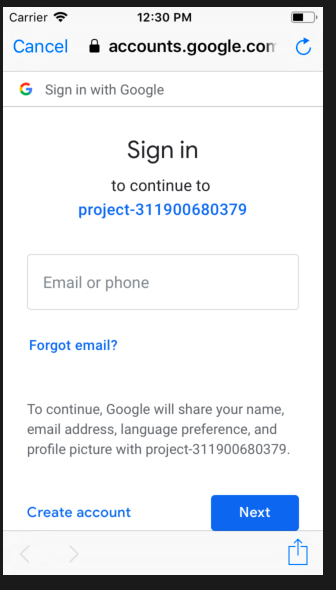 Carrier 12:30 PM
Cancel accounts.google.com
Sign in with Google
Sign in
to continue to
project-311900680379
Email or phone
Forgot email?
To continue, Google will share your name,
email address, language preference, and
profile picture with project-311900680379.
Create account Next